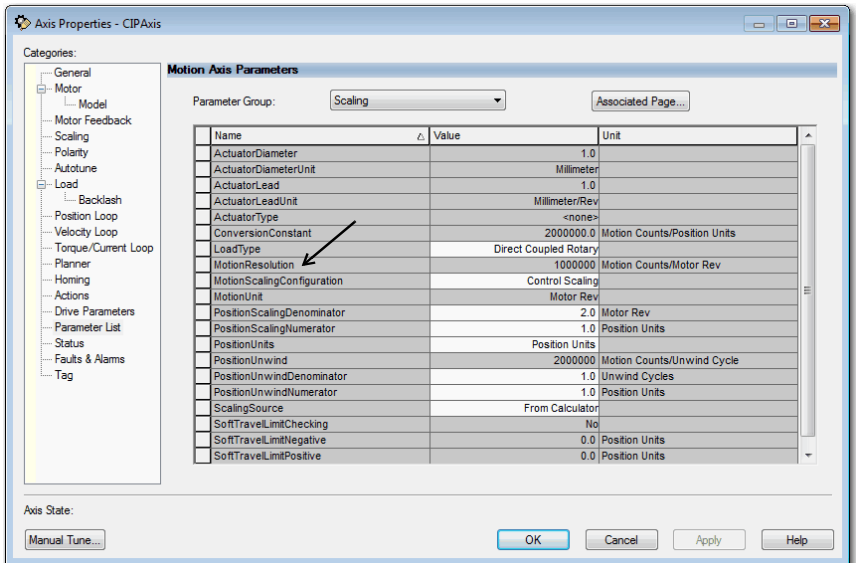 Axis Properties - CIPAxis
Categories:
General
Motor
Model
Motor Feedback
Scaling
Polarity
Autotune
Load
Backlash
Position Loop
Velocity Loop
Torque/Current Loop
Planner
Homing
Actions
Drive Parameters
Parameter List
Status
Faults & Alarms
Tag
Motion Axis Parameters
Parameter Group: Scaling Associated Page...
Name Value Unit
ActuatorDiameter 1.0
ActuatorDiameterUnit Millimeter
ActuatorLead 1.0
ActuatorLeadUnit Millimeter/Rev
ActuatorType <none>
ConversionConstant 2000000.0 Motion Counts/Position Units
LoadType Direct Coupled Rotary
MotionResolution 1000000 Motion Counts/Motor Rev
MotionScalingConfiguration Control Scaling
MotionUnit Motor Rev
PositionScalingDenominator 2.0 Motor Rev
PositionScalingNumerator 1.0 Position Units
PositionUnits Position Units
PositionUnwind 2000000 Motion Counts/Unwind Cycle
PositionUnwindDenominator 1.0 Unwind Cycles
PositionUnwindNumerator 1.0 Position Units
ScalingSource From Calculator
SoftTravelLimitChecking No
SoftTravelLimitNegative 0.0 Position Units
SoftTravelLimitPositive 0.0 Position Units
Axis State:
Manual Tune... OK Cancel Apply Help